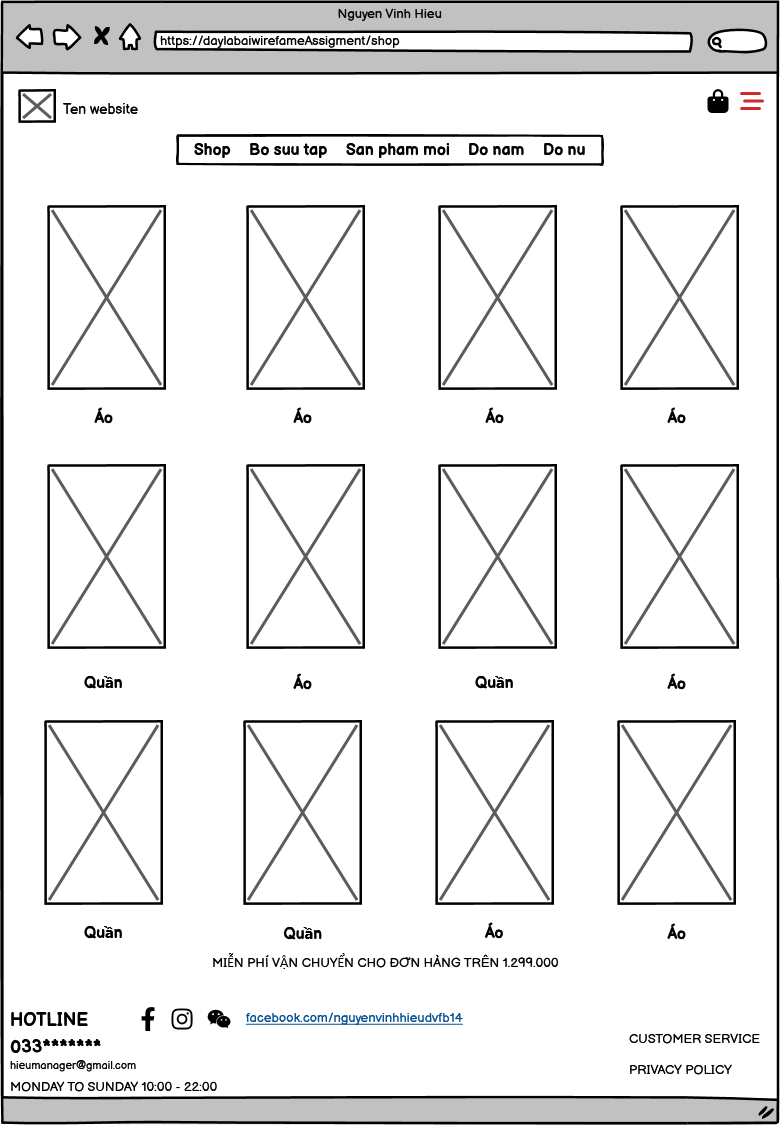 Nguyen Vinh Hieu
https://daylabaiwirefameAssigment/shop
Ten website
Shop Bo suu tap San pham moi Do nam Do nu
Áo Áo Áo Áo
Quần Áo Quần Áo
Quần Quần Áo Áo
MIỄN PHÍ VẬN CHUYỂN CHO ĐƠN HÀNG TRÊN 1.299.000
HOTLINE
facebook.com/nguyenvinhhieudvfb14
033*******
CUSTOMER SERVICE
hieumanager@gmail.com
PRIVACY POLICY
MONDAY TO SUNDAY 10:00 - 22:00